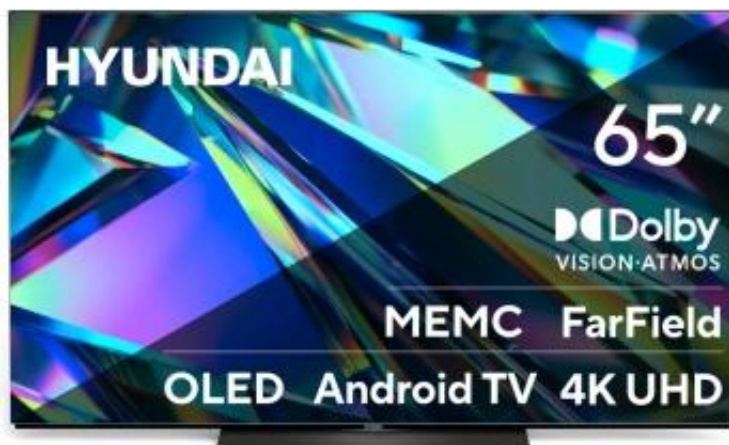 HYUNDAI
65″
Dolby
VISION·ATMOS
MEMC FarField
OLED Android TV 4K UHD